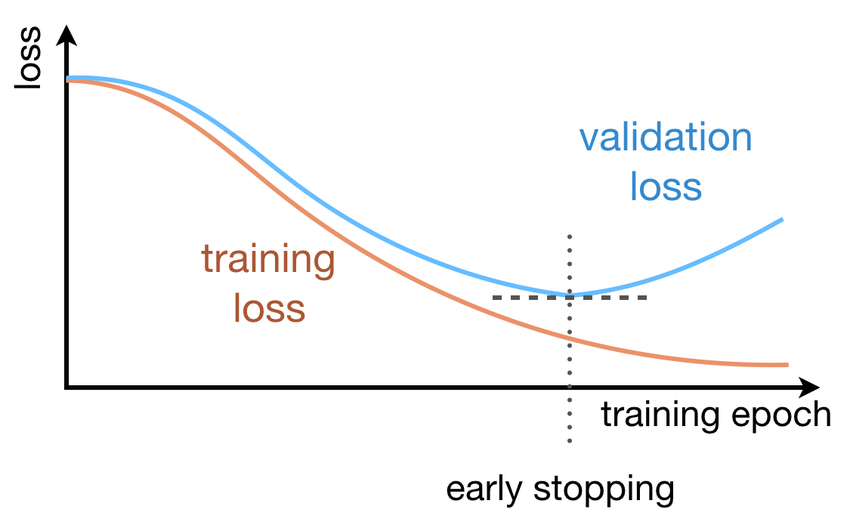 loss
validation
loss
training
loss
training epoch
early stopping